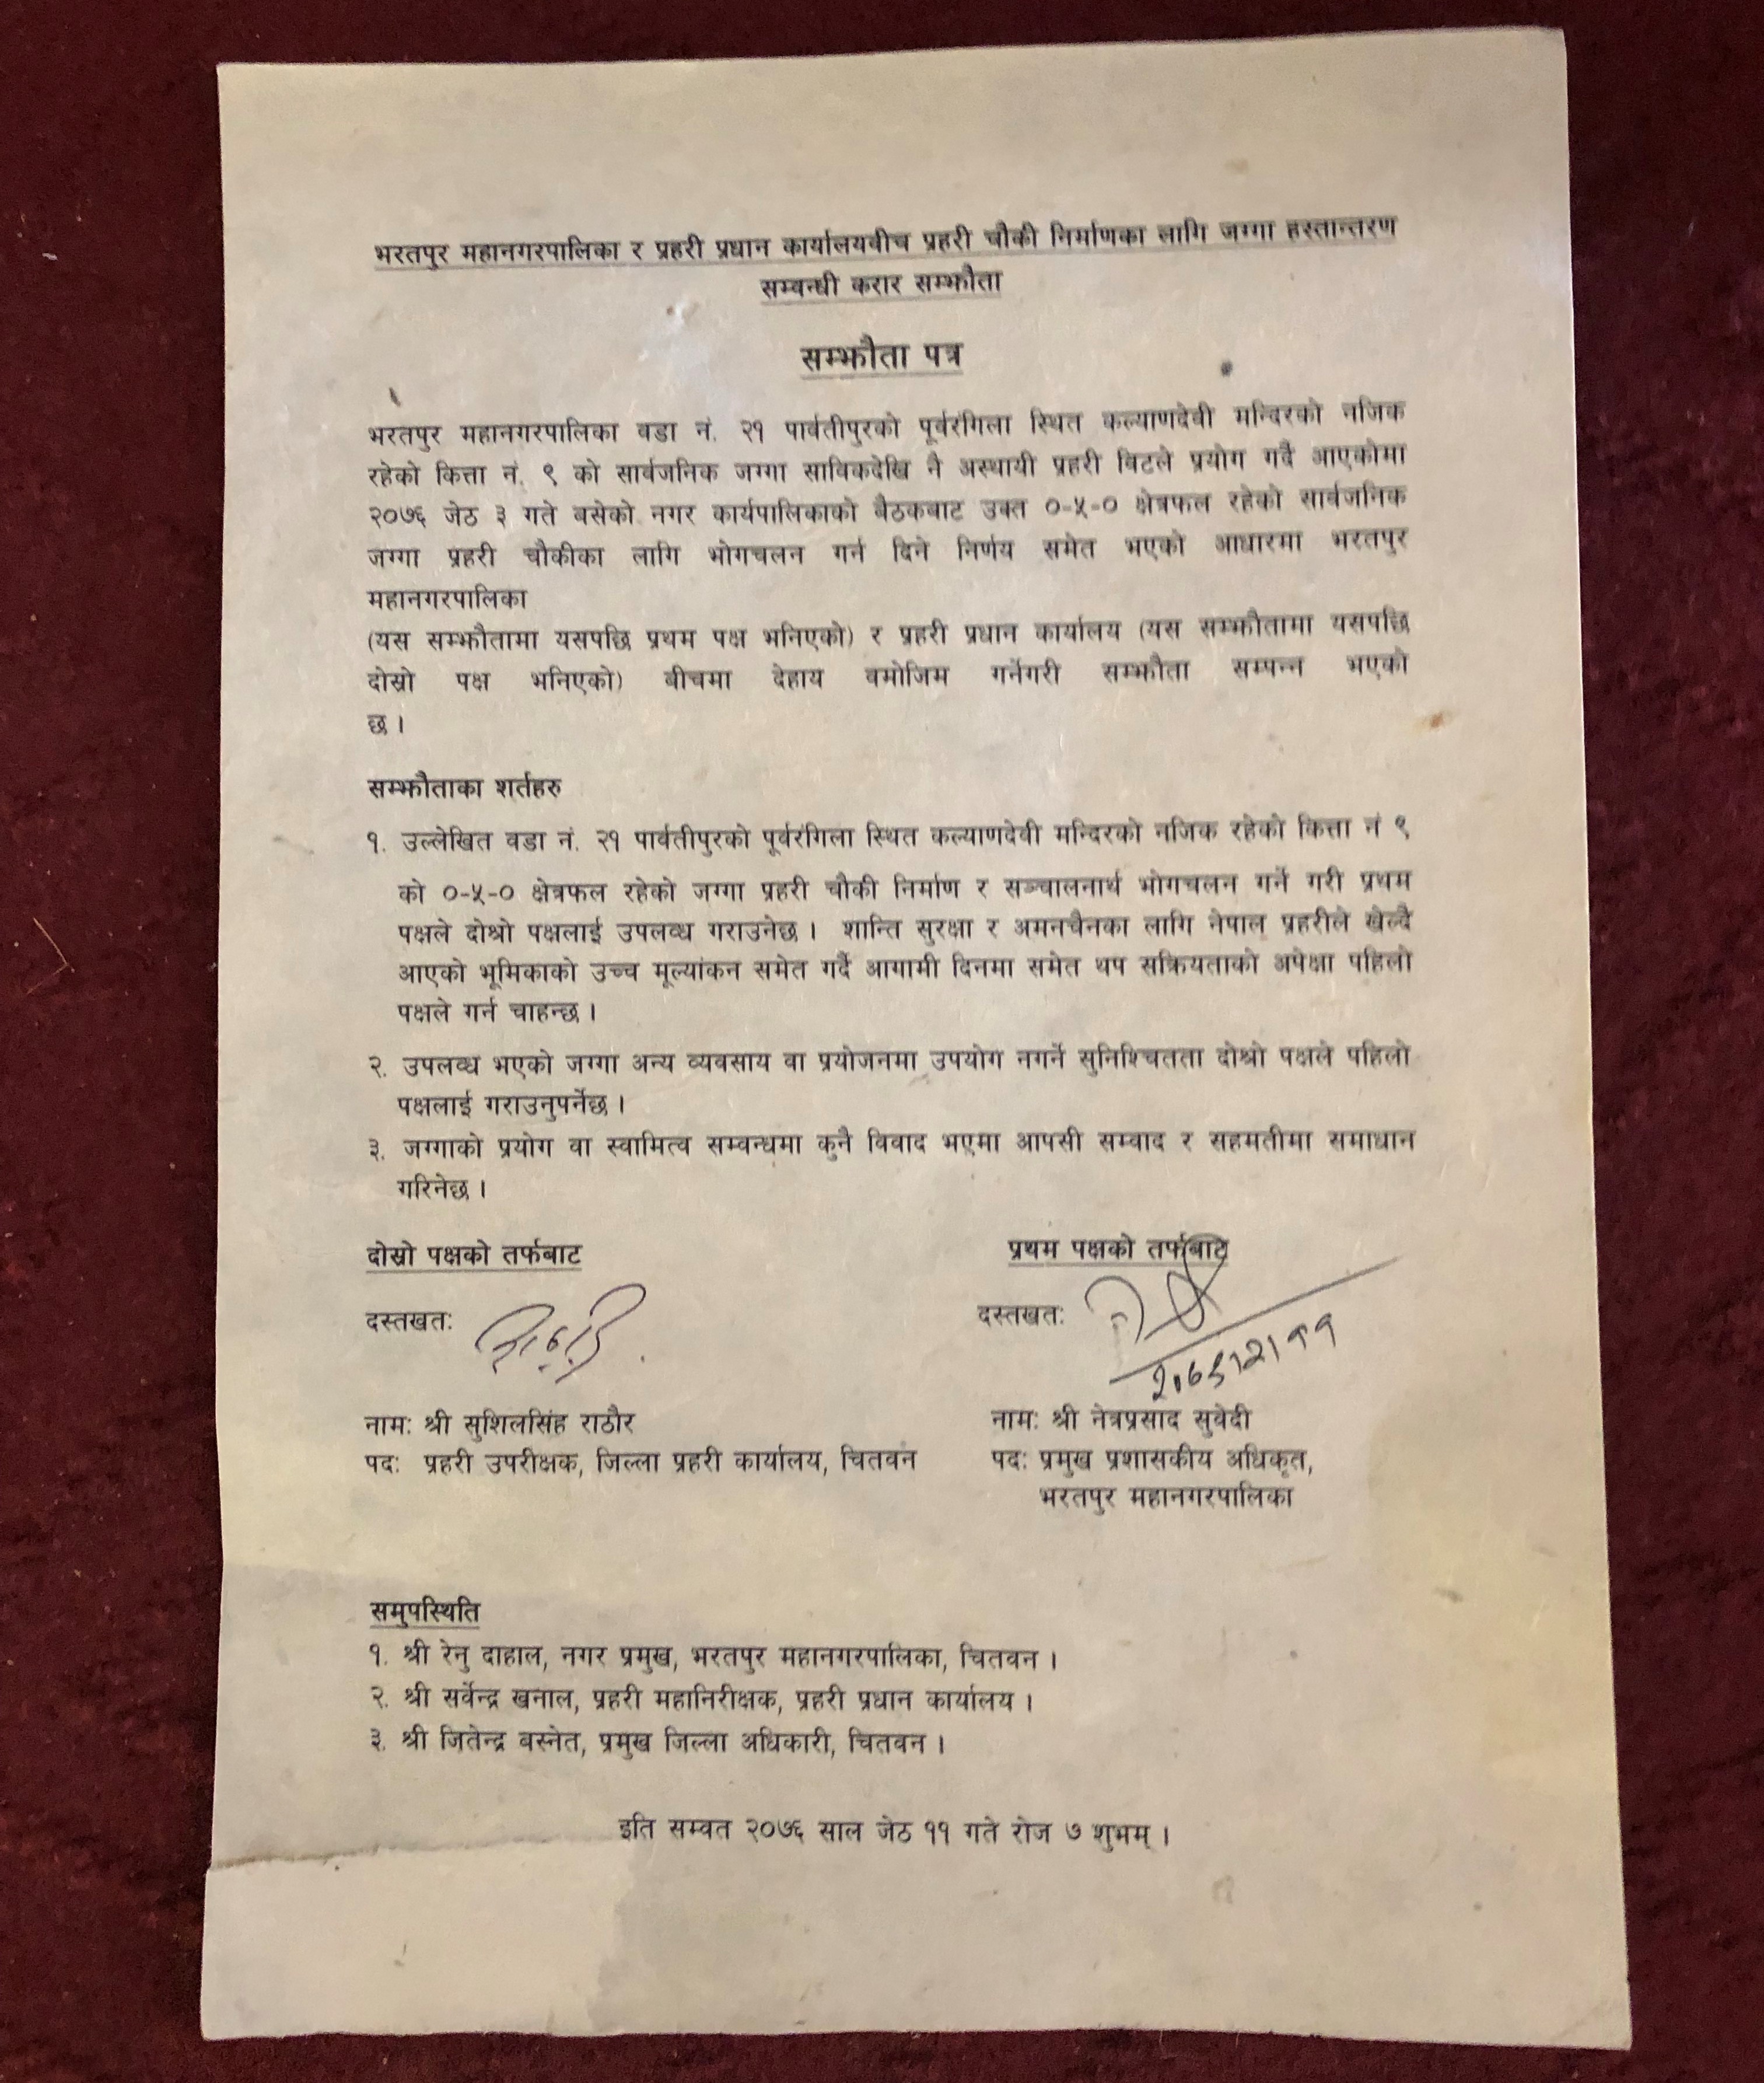 भरतपुर महानगरपालिका र प्रहरी प्रधान कार्यालयबीच प्रहरी चौकी निर्माणका लागि जग्गा हस्तान्तरण
सम्बन्धी करार सम्झौता
सम्झौता पत्र
भरतपुर महानगरपालिका वडा नं. २१ पार्वतीपुरको पूर्वरंगिला स्थित कल्याणदेवी मन्दिरको नजिक
रहेको कित्ता नं. ९ को सार्वजनिक जग्गा साविकदेखि नै अस्थायी प्रहरी विटले प्रयोग गर्दै आएकोमा
२०७६ जेठ ३ गते बसेको नगर कार्यपालिकाको बैठकबाट उक्त ०-५-० क्षेत्रफल रहेको सार्वजनिक
जग्गा प्रहरी चौकीका लागि भोगचलन गर्न दिने निर्णय समेत भएको आधारमा भरतपुर
महानगरपालिका
(यस सम्झौतामा यसपछि प्रथम पक्ष भनिएको) र प्रहरी प्रधान कार्यालय (यस सम्झौतामा यसपछि
दोस्रो पक्ष भनिएको) बीचमा देहाय वमोजिम गर्नेगरी सम्झौता सम्पन्न भएको
छ ।
सम्झौताका शर्तहरु
१. उल्लेखित वडा नं. २१ पार्वतीपुरको पूर्वरंगिला स्थित कल्याणदेवी मन्दिरको नजिक रहेको कित्ता नं ९
को ०-५-० क्षेत्रफल रहेको जग्गा प्रहरी चौकी निर्माण र सञ्चालनार्थ भोगचलन गर्ने गरी प्रथम
पक्षले दोश्रो पक्षलाई उपलव्ध गराउनेछ । शान्ति सुरक्षा र अमनचैनका लागि नेपाल प्रहरीले खेल्दै
आएको भूमिकाको उच्च मूल्यांकन समेत गर्दै आगामी दिनमा समेत थप सक्रियताको अपेक्षा पहिलो
पक्षले गर्न चाहन्छ ।
२. उपलव्ध भएको जग्गा अन्य व्यवसाय वा प्रयोजनमा उपयोग नगर्ने सुनिश्चितता दोश्रो पक्षले पहिलो
पक्षलाई गराउनुपर्नेछ ।
३. जग्गाको प्रयोग वा स्वामित्व सम्वन्धमा कुनै विवाद भएमा आपसी सम्वाद र सहमतीमा समाधान
गरिनेछ ।
दोस्रो पक्षको तर्फबाट
प्रथम पक्षको तर्फबाट
दस्तखतः
दस्तखतः
२०७६।२।११
नामः श्री सुशिलसिंह राठौर
नामः श्री नेत्रप्रसाद सुवेदी
पदः प्रहरी उपरीक्षक, जिल्ला प्रहरी कार्यालय, चितवन
पदः प्रमुख प्रशासकीय अधिकृत,
भरतपुर महानगरपालिका
समुपस्थिति
१. श्री रेनु दाहाल, नगर प्रमुख, भरतपुर महानगरपालिका, चितवन ।
२. श्री सर्वेन्द्र खनाल, प्रहरी महानिरीक्षक, प्रहरी प्रधान कार्यालय ।
३. श्री जितेन्द्र बस्नेत, प्रमुख जिल्ला अधिकारी, चितवन ।
इति सम्वत २०७६ साल जेठ ११ गते रोज ७ शुभम् ।